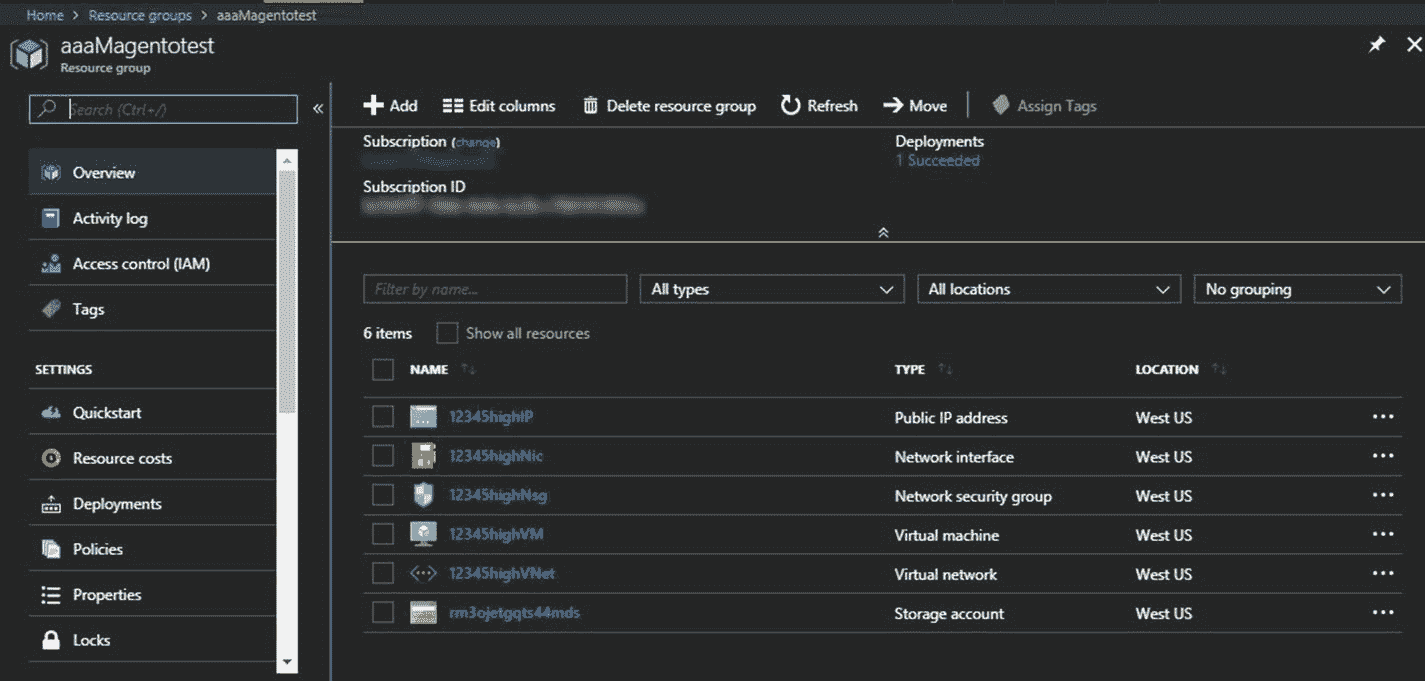 Home > Resource groups > aaaMagentotest
aaaMagentotest
Resource group
Search (Ctrl+/)
Overview
Activity log
Access control (IAM)
Tags
SETTINGS
Quickstart
Resource costs
Deployments
Policies
Properties
Locks
Add Edit columns Delete resource group Refresh Move Assign Tags
Subscription (change)
Deployments
1 Succeeded
Subscription ID
Filter by name... All types All locations No grouping
6 items Show all resources
NAME TYPE LOCATION
12345highIP Public IP address West US
12345highNic Network interface West US
12345highNsg Network security group West US
12345highVM Virtual machine West US
12345highVNet Virtual network West US
Storage account West US